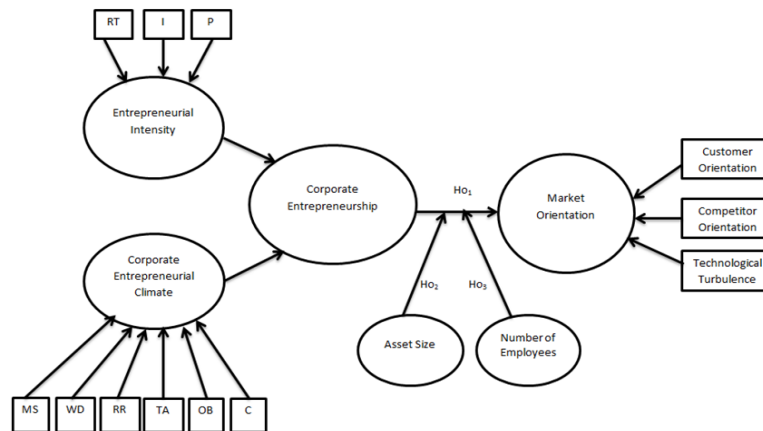 RT
I
P
Entrepreneurial
Intensity
Corporate
Entrepreneurship
Ho1
Market
Orientation
Customer
Orientation
Competitor
Orientation
Technological
Turbulence
Corporate
Entrepreneurial
Climate
Ho2
Ho3
Asset Size
Number of
Employees
MS
WD
RR
TA
OB
C